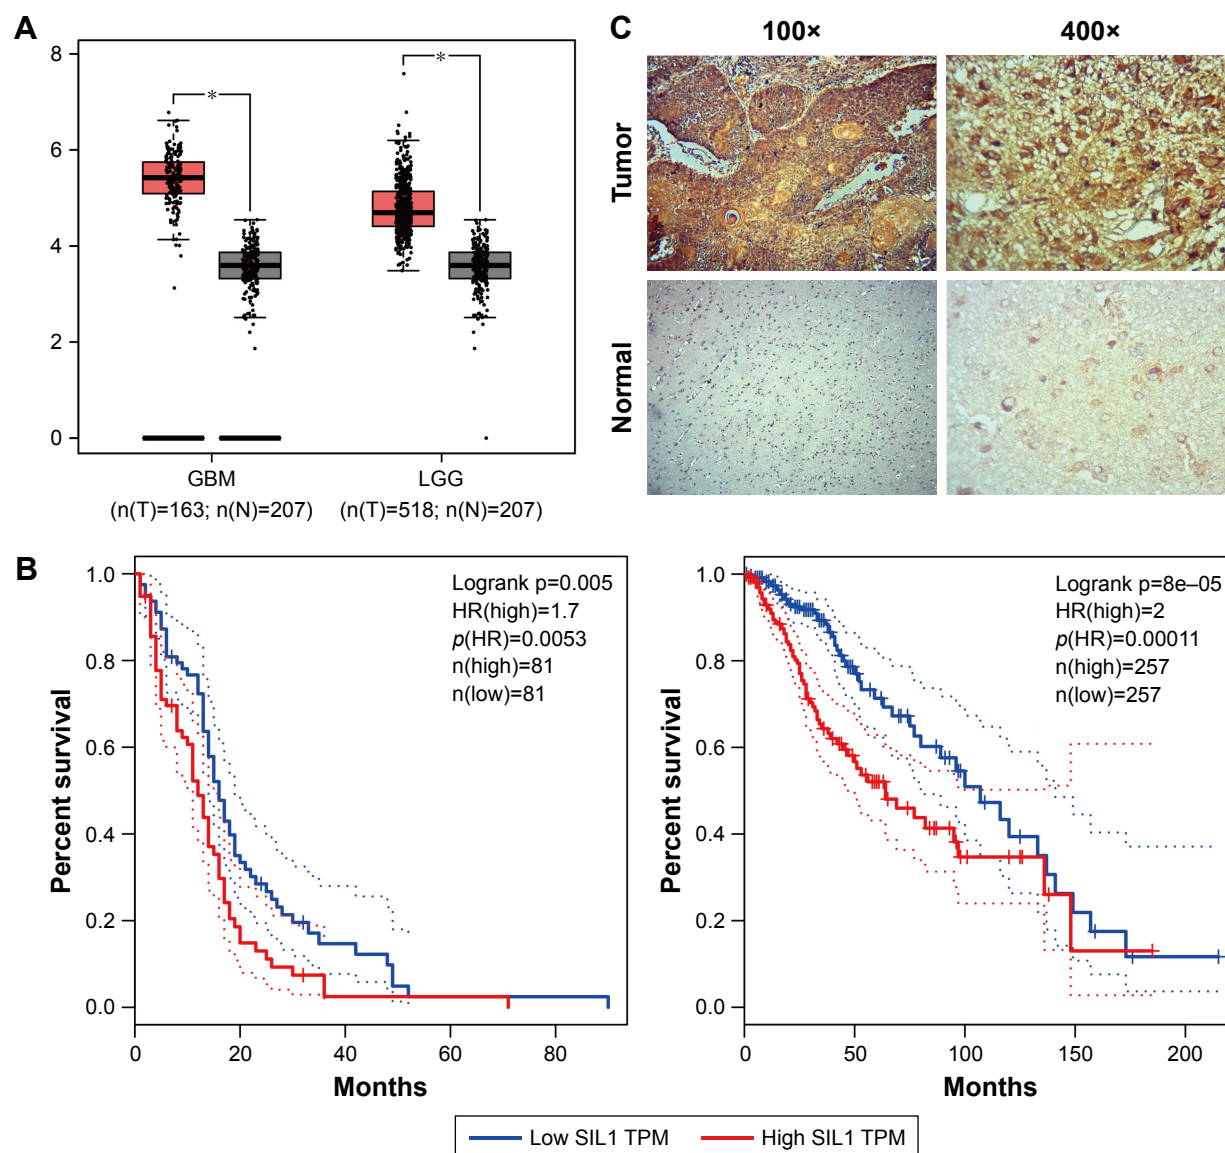 A
8
6
4
2
0
*
*
GBM
LGG
(n(T)=163; n(N)=207)
(n(T)=518; n(N)=207)
C
100×
400×
Tumor
Normal
B
Percent survival
1.0
0.8
0.6
0.4
0.2
0.0
Logrank p=0.005
HR(high)=1.7
p(HR)=0.0053
n(high)=81
n(low)=81
0
20
40
60
80
Months
Percent survival
1.0
0.8
0.6
0.4
0.2
0.0
Logrank p=8e−05
HR(high)=2
p(HR)=0.00011
n(high)=257
n(low)=257
0
50
100
150
200
Months
Low SIL1 TPM
High SIL1 TPM